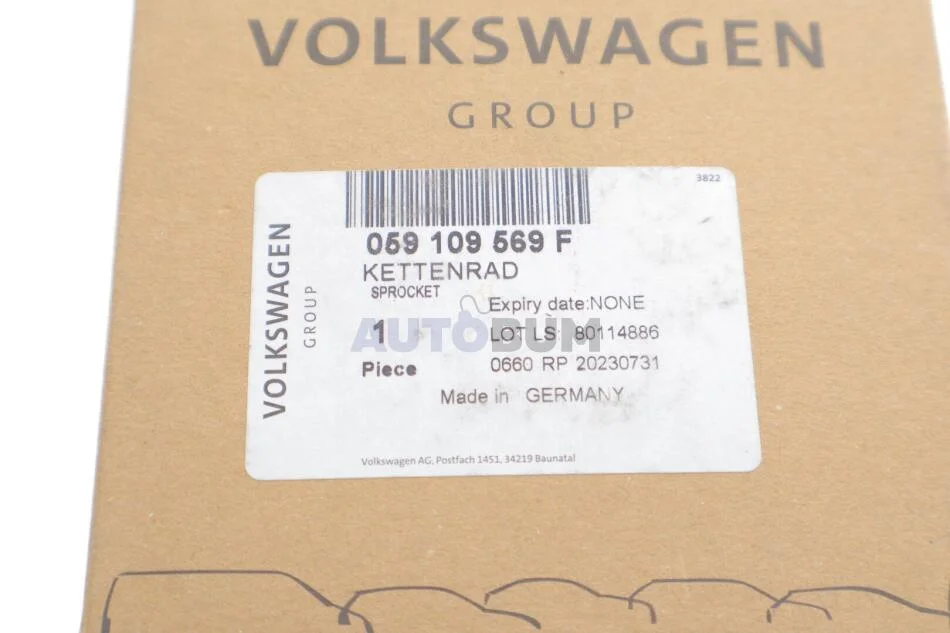 VOLKSWAGEN
GROUP
3822
VOLKSWAGEN
GROUP
059 109 569 F
KETTENRAD
SPROCKET
Expiry date:NONE
1
AUTODUM
LOT LS: 80114886
Piece
0660 RP 20230731
Made in GERMANY
Volkswagen AG, Postfach 1451, 34219 Baunatal